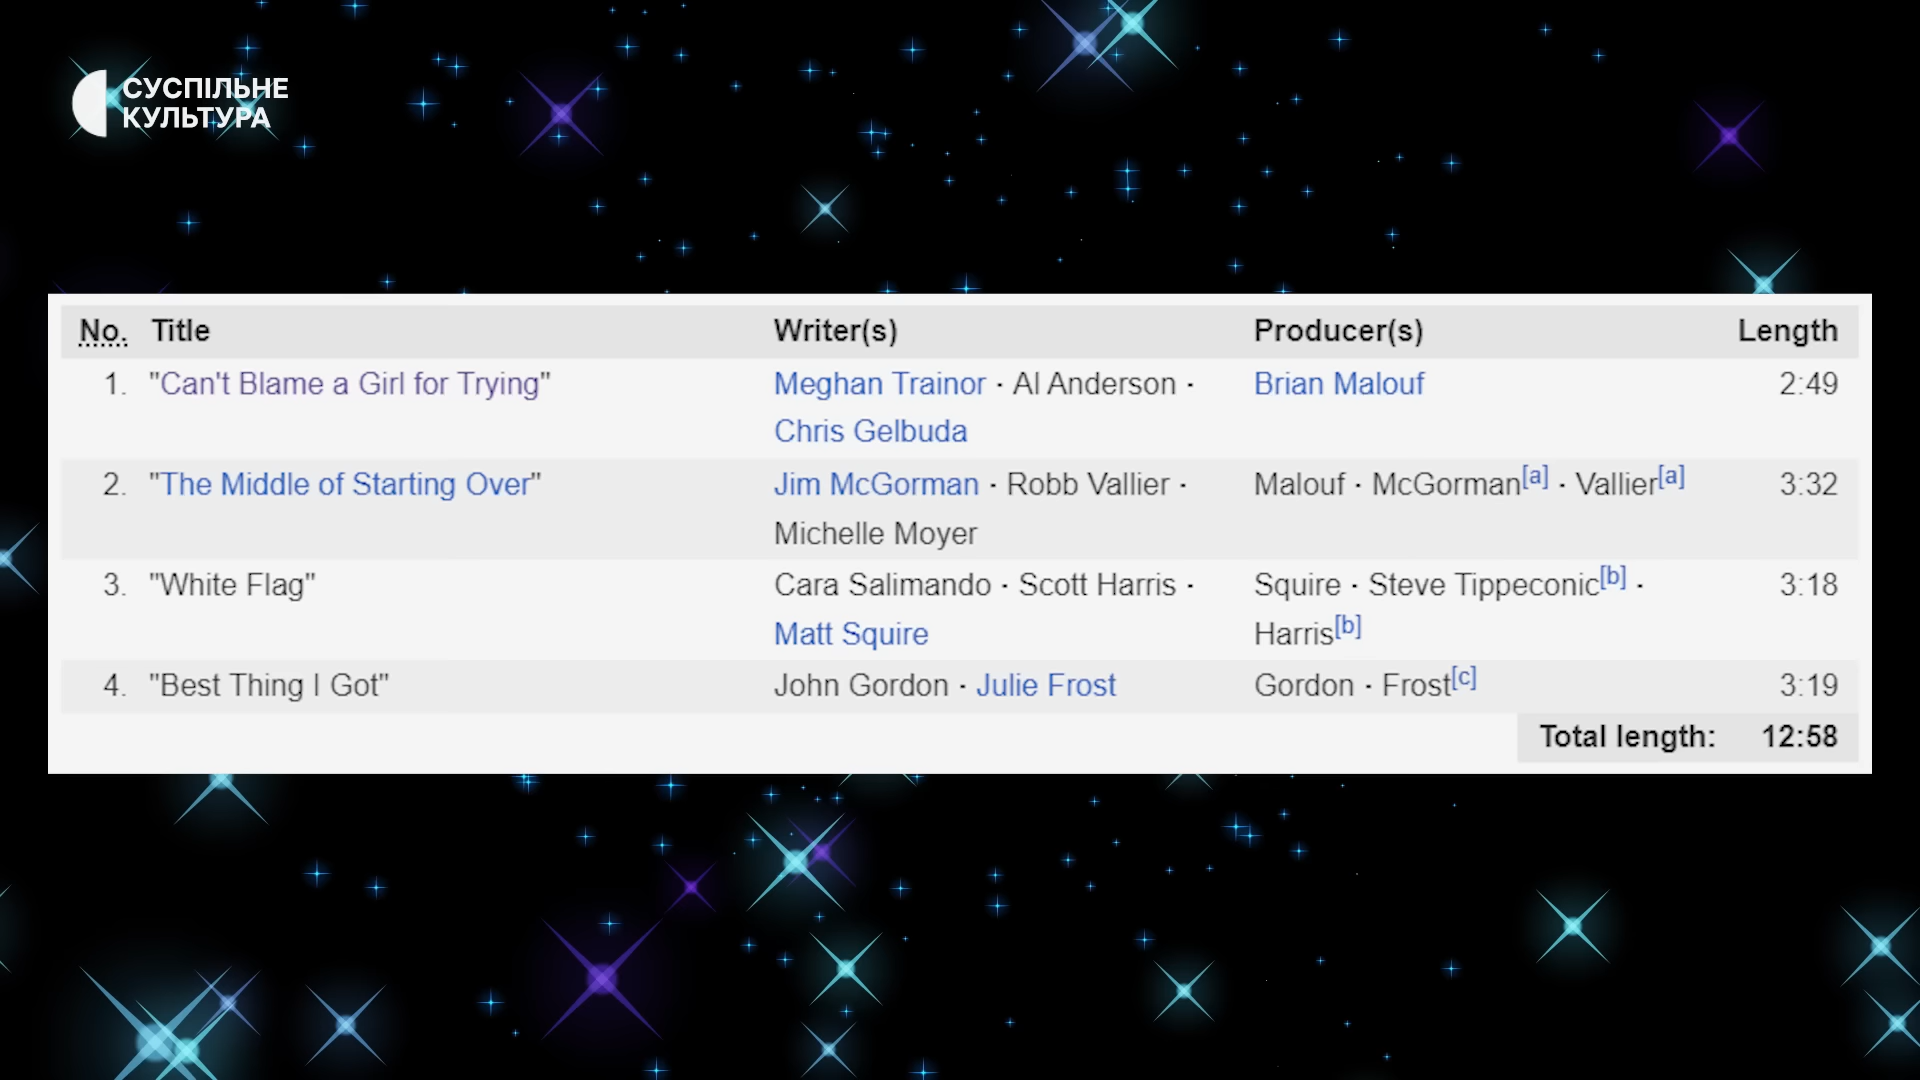 СУСПІЛЬНЕ
КУЛЬТУРА
No. Title Writer(s) Producer(s) Length
1. "Can't Blame a Girl for Trying" Meghan Trainor · Al Anderson · Brian Malouf 2:49
Chris Gelbuda
2. "The Middle of Starting Over" Jim McGorman · Robb Vallier · Malouf · McGorman[a] · Vallier[a] 3:32
Michelle Moyer
3. "White Flag" Cara Salimando · Scott Harris · Squire · Steve Tippeconic[b] · 3:18
Matt Squire Harris[b]
4. "Best Thing I Got" John Gordon · Julie Frost Gordon · Frost[c] 3:19
Total length: 12:58